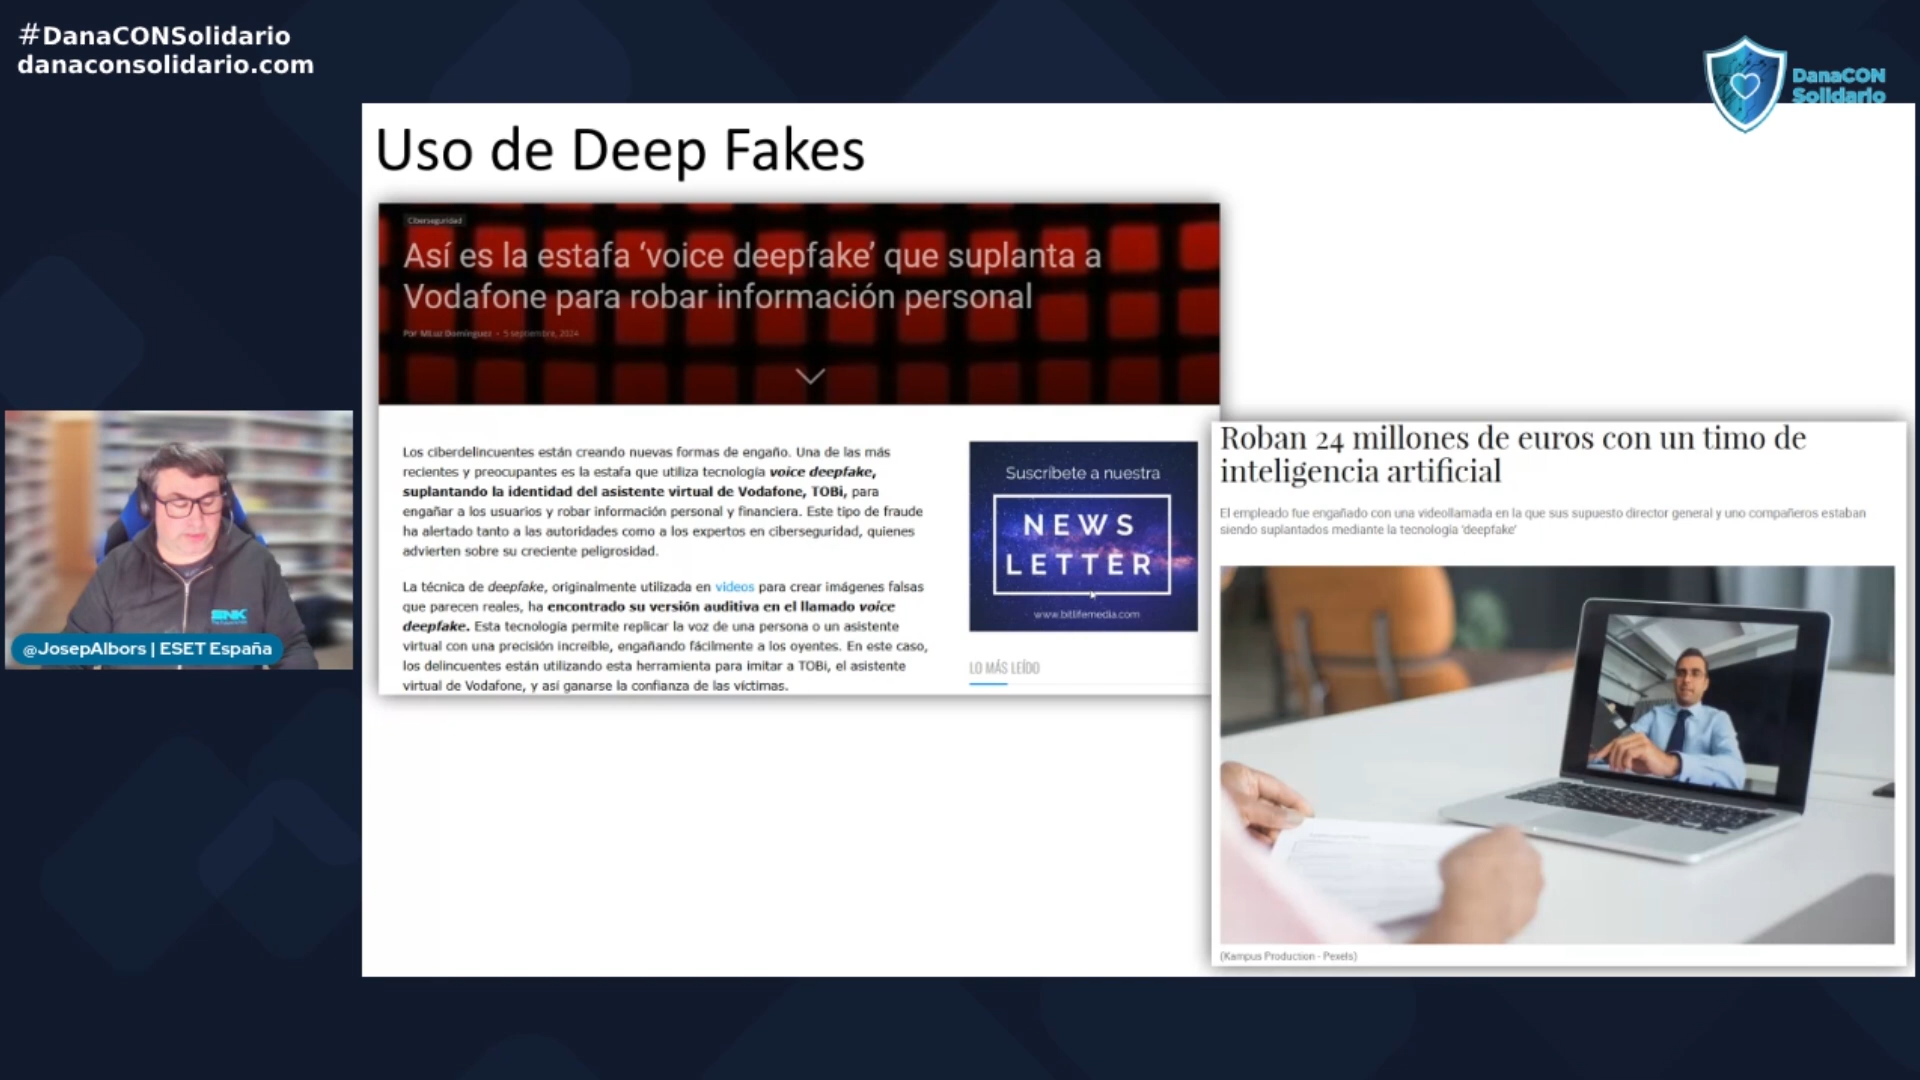 #DanaCONSolidario
danaconsolidario.com
DanaCON
Solidario
Uso de Deep Fakes
Ciberseguridad
Así es la estafa ‘voice deepfake’ que suplanta a
Vodafone para robar información personal
Por MLuz Domínguez - 5 septiembre, 2024
Los ciberdelincuentes están creando nuevas formas de engaño. Una de las más
recientes y preocupantes es la estafa que utiliza tecnología voice deepfake,
suplantando la identidad del asistente virtual de Vodafone, TOBi, para
engañar a los usuarios y robar información personal y financiera. Este tipo de fraude
ha alertado tanto a las autoridades como a los expertos en ciberseguridad, quienes
advierten sobre su creciente peligrosidad.
La técnica de deepfake, originalmente utilizada en videos para crear imágenes falsas
que parecen reales, ha encontrado su versión auditiva en el llamado voice
deepfake. Esta tecnología permite replicar la voz de una persona o un asistente
virtual con una precisión increíble, engañando fácilmente a los oyentes. En este caso,
los delincuentes están utilizando esta herramienta para imitar a TOBi, el asistente
virtual de Vodafone, y así ganarse la confianza de las víctimas.
Suscríbete a nuestra
NEWS
LETTER
www.bitlifemedia.com
LO MÁS LEÍDO
Roban 24 millones de euros con un timo de
inteligencia artificial
El empleado fue engañado con una videollamada en la que sus supuesto director general y uno compañeros estaban
siendo suplantados mediante la tecnología 'deepfake'
(Kampus Production - Pexels)
SNK
@JosepAlbors | ESET España